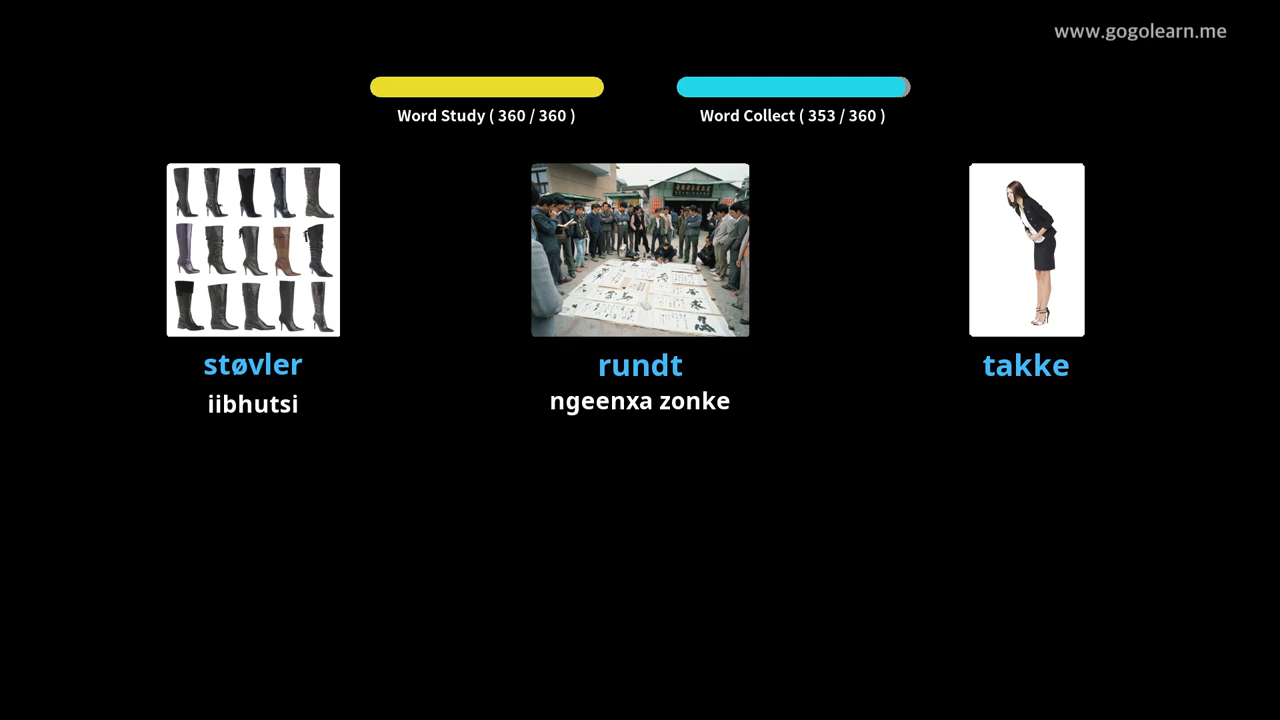 www.gogolearn.me
Word Study ( 360 / 360 )
Word Collect ( 353 / 360 )
støvler
rundt
takke
iibhutsi
ngeenxa zonke